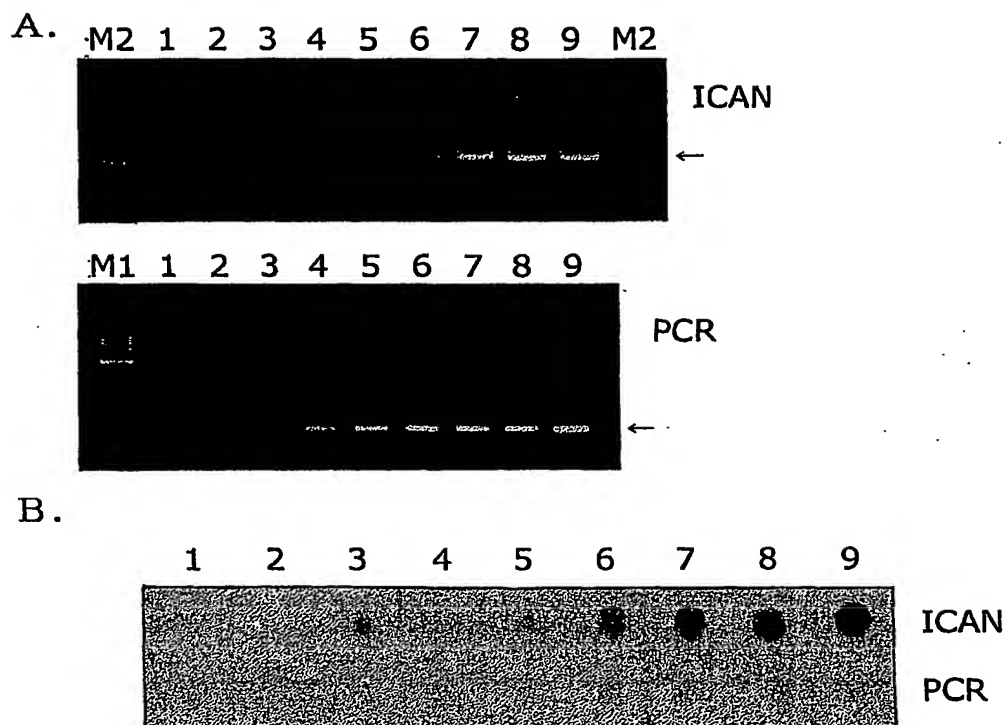 A.
M2 1 2 3 4 5 6 7 8 9 M2
ICAN
←
M1 1 2 3 4 5 6 7 8 9
PCR
←
B.
1 2 3 4 5 6 7 8 9
ICAN
PCR